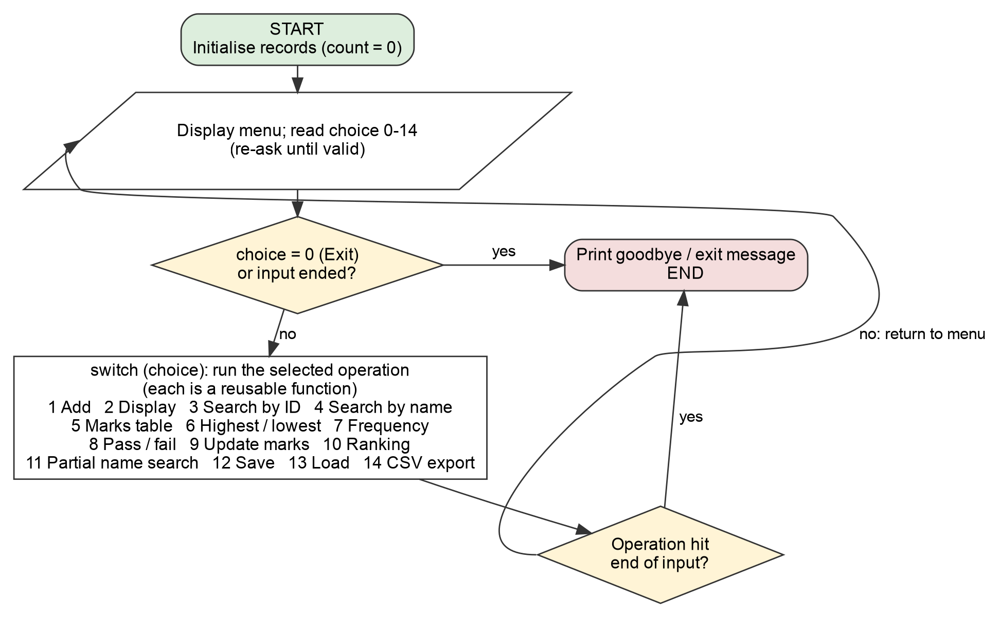 START
Initialise records (count = 0)
Display menu; read choice 0-14
(re-ask until valid)
choice = 0 (Exit)
or input ended?
yes
Print goodbye / exit message
END
no
no: return to menu
switch (choice): run the selected operation
(each is a reusable function)
1 Add   2 Display   3 Search by ID   4 Search by name
5 Marks table   6 Highest / lowest   7 Frequency
8 Pass / fail   9 Update marks   10 Ranking
11 Partial name search   12 Save   13 Load   14 CSV export
yes
Operation hit
end of input?